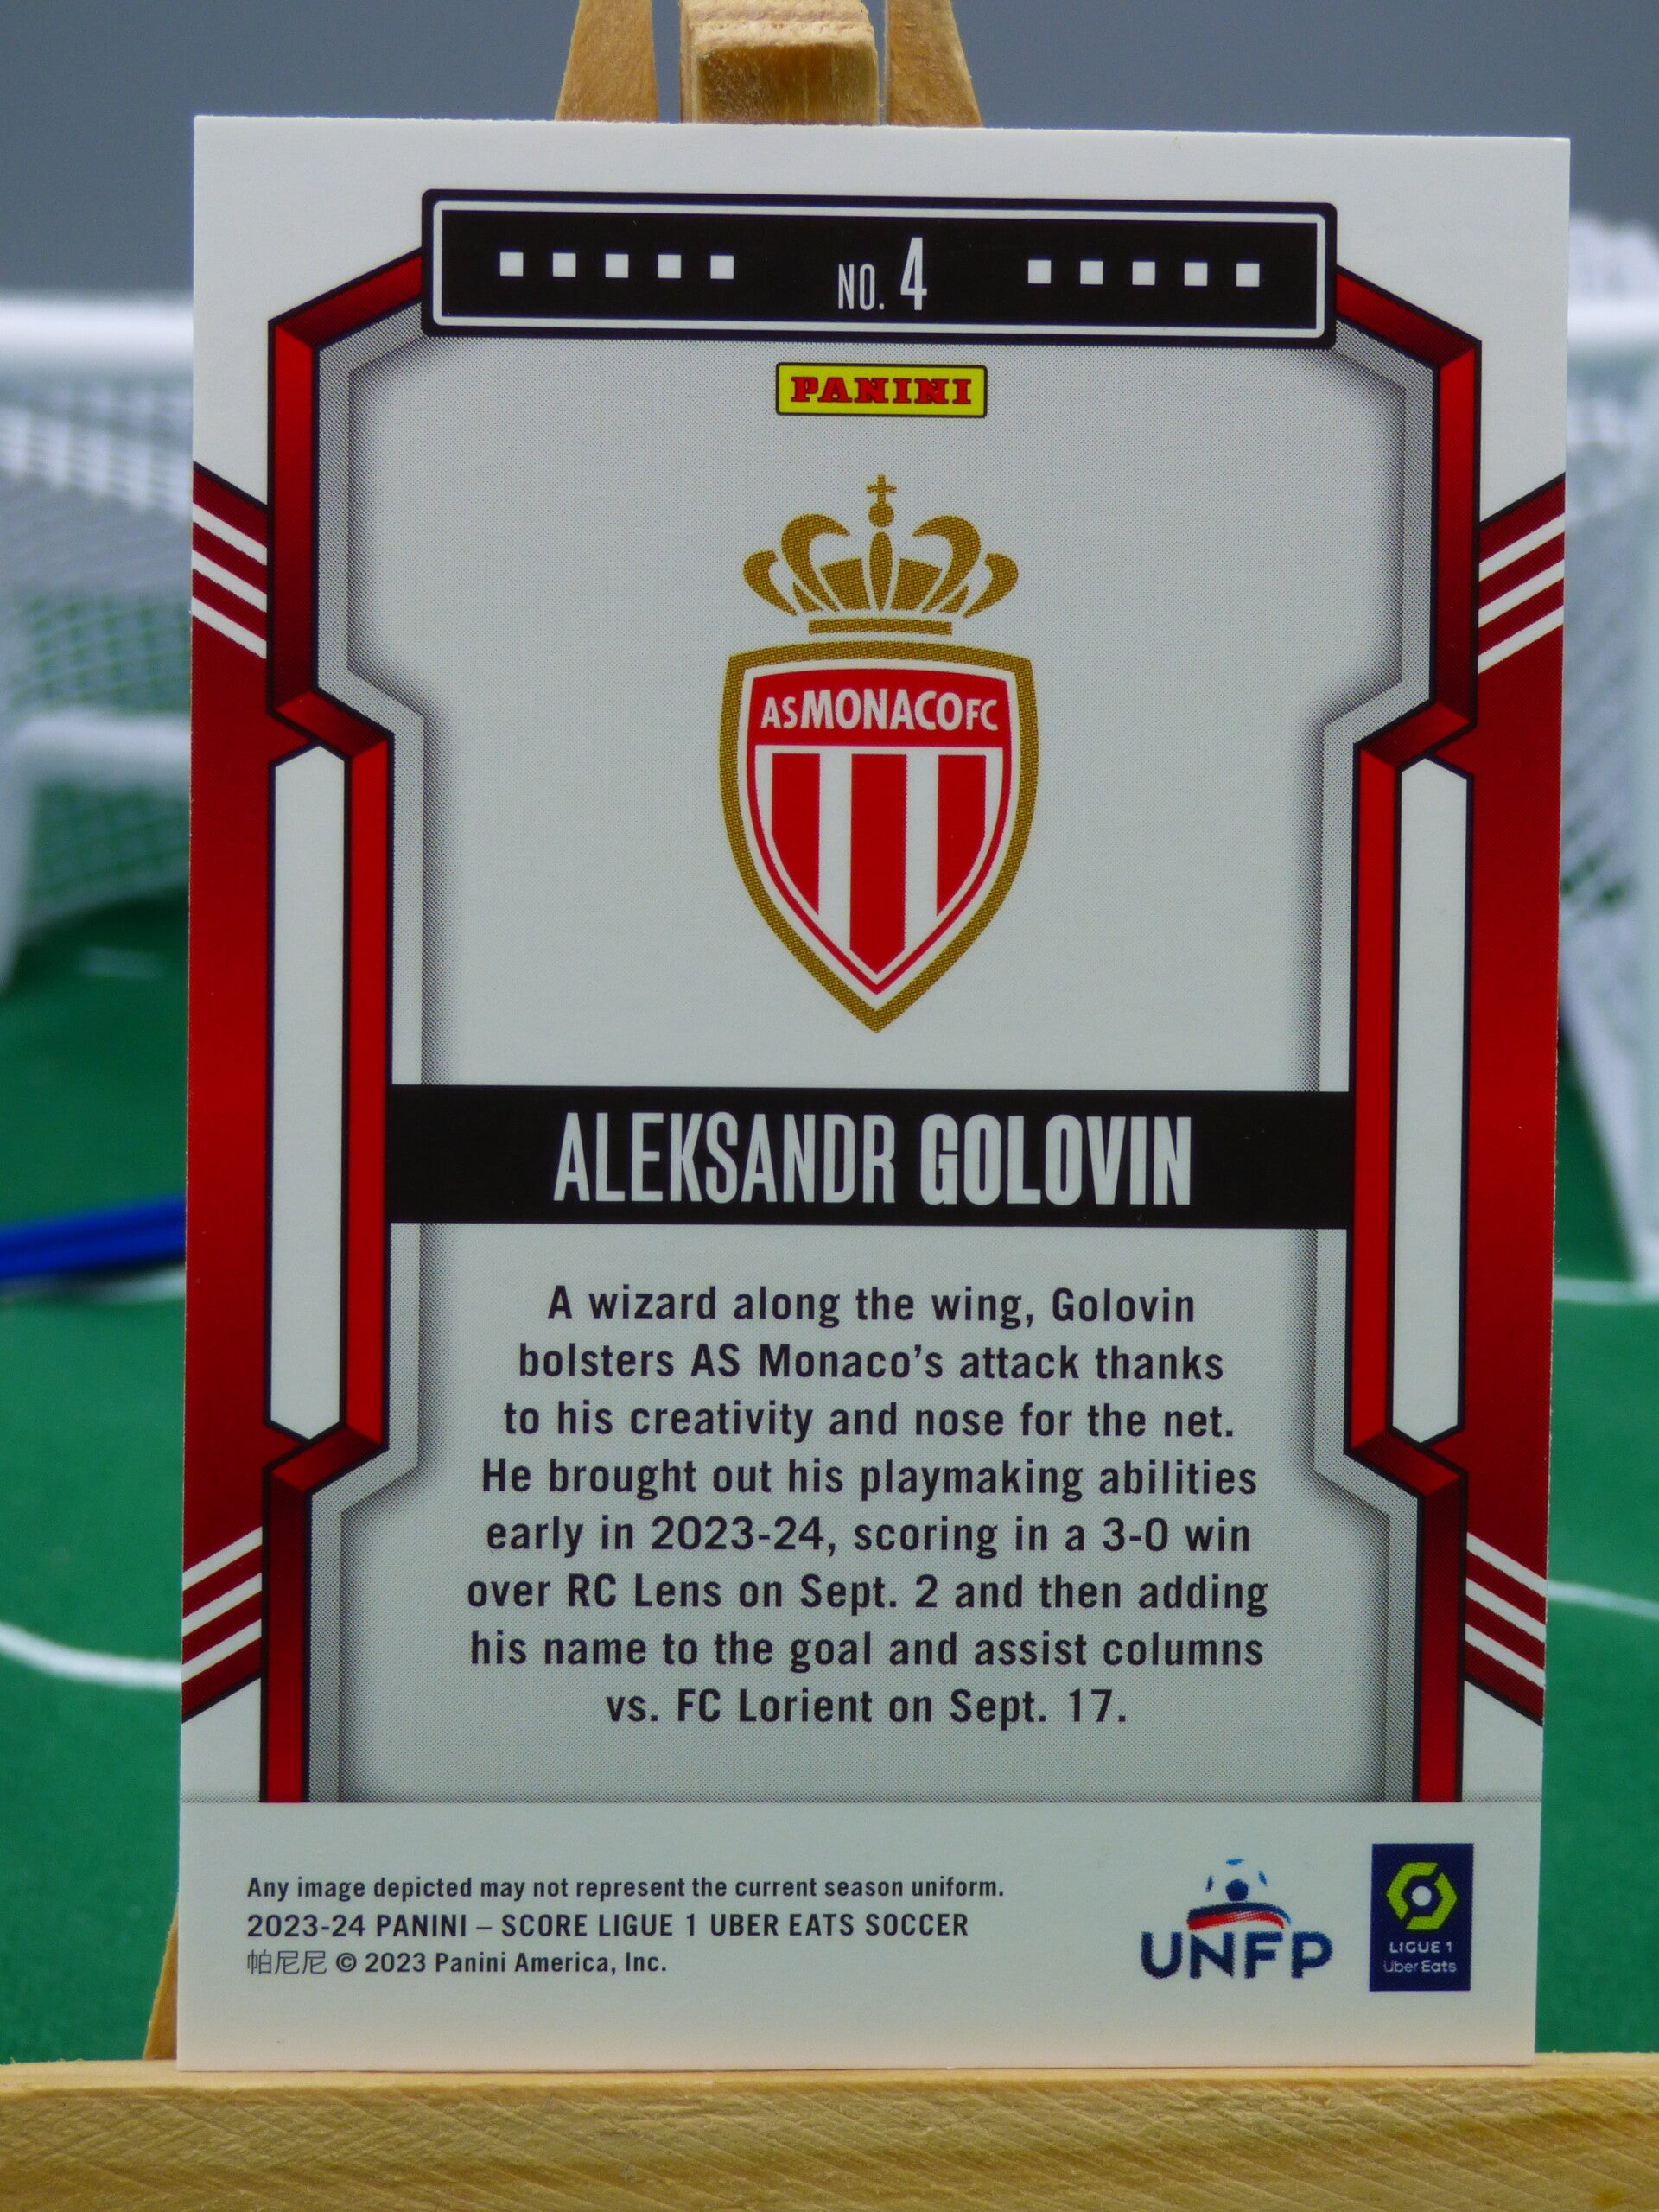 NO. 4
PANINI
ASMONACOFC
ALEKSANDR GOLOVIN
A wizard along the wing, Golovin
bolsters AS Monaco’s attack thanks
to his creativity and nose for the net.
He brought out his playmaking abilities
early in 2023-24, scoring in a 3-0 win
over RC Lens on Sept. 2 and then adding
his name to the goal and assist columns
vs. FC Lorient on Sept. 17.
Any image depicted may not represent the current season uniform.
2023-24 PANINI – SCORE LIGUE 1 UBER EATS SOCCER
帕尼尼 © 2023 Panini America, Inc.
UNFP
LIGUE 1
Uber Eats